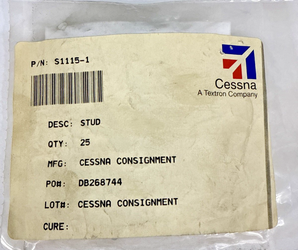 P/N: S1115-1
Cessna
A Textron Company
DESC: STUD
QTY: 25
MFG: CESSNA CONSIGNMENT
PO#: DB268744
LOT#: CESSNA CONSIGNMENT
CURE: